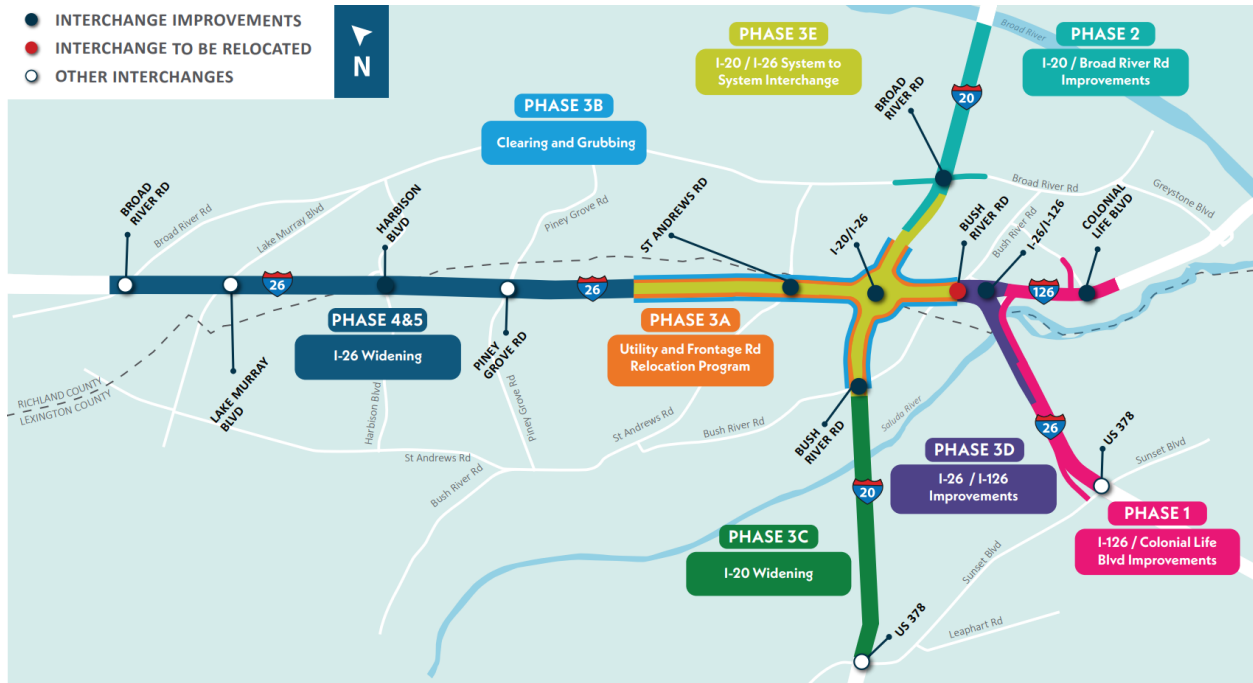 INTERCHANGE IMPROVEMENTS
INTERCHANGE TO BE RELOCATED
OTHER INTERCHANGES
N
PHASE 3E
I-20 / I-26 System to
System Interchange
PHASE 2
I-20 / Broad River Rd
Improvements
Broad River
20
BROAD
RIVER RD
PHASE 3B
Clearing and Grubbing
BROAD
RIVER RD
Broad River Rd
Lake Murray Blvd
HARBISON
BLVD
Piney Grove Rd
ST ANDREWS RD
I-20/I-26
BUSH
RIVER RD
Bush River Rd
I-26/I-126
Broad River Rd
COLONIAL
LIFE BLVD
Greystone Blvd
26
26
126
PHASE 4&5
I-26 Widening
PHASE 3A
Utility and Frontage Rd
Relocation Program
RICHLAND COUNTY
LEXINGTON COUNTY
LAKE MURRAY
BLVD
Harbison Blvd
PINEY
GROVE RD
Piney Grove Rd
St Andrews Rd
Bush River Rd
St Andrews Rd
Bush River Rd
BUSH
RIVER RD
Saluda River
26
US 378
Sunset Blvd
PHASE 3D
I-26 / I-126
Improvements
20
PHASE 1
I-126 / Colonial Life
Blvd Improvements
PHASE 3C
I-20 Widening
Sunset Blvd
US 378
Leaphart Rd